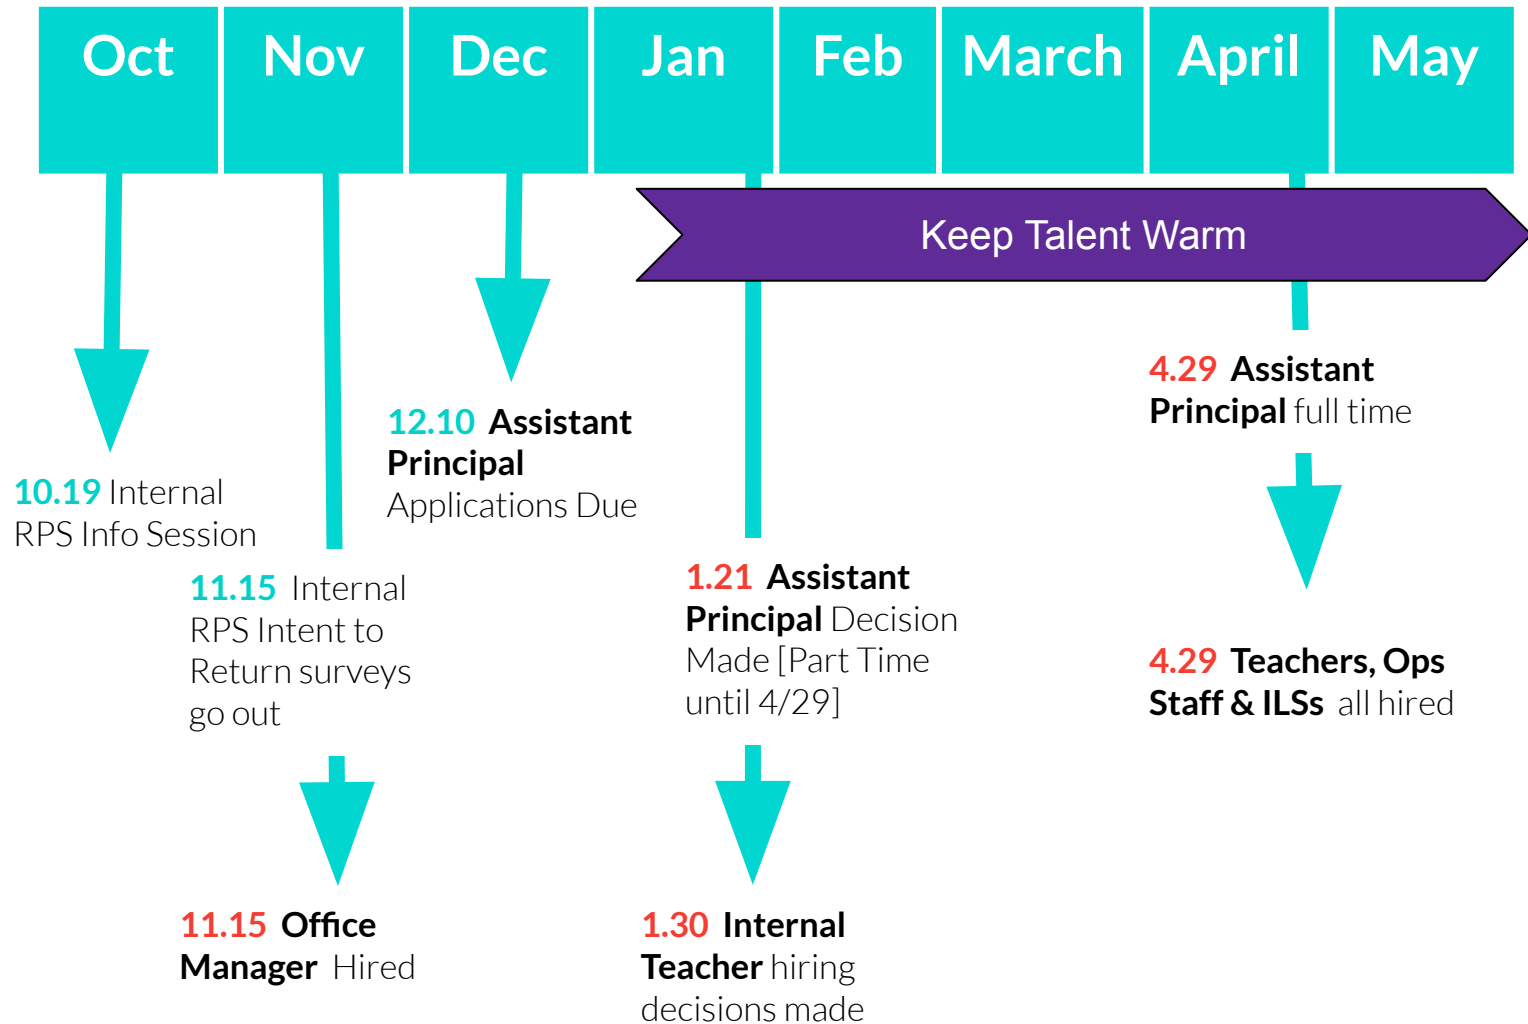 Oct Nov Dec Jan Feb March April May
Keep Talent Warm
10.19 Internal
RPS Info Session
11.15 Internal
RPS Intent to
Return surveys
go out
11.15 Office
Manager Hired
12.10 Assistant
Principal
Applications Due
1.21 Assistant
Principal Decision
Made [Part Time
until 4/29]
1.30 Internal
Teacher hiring
decisions made
4.29 Assistant
Principal full time
4.29 Teachers, Ops
Staff & ILSs all hired